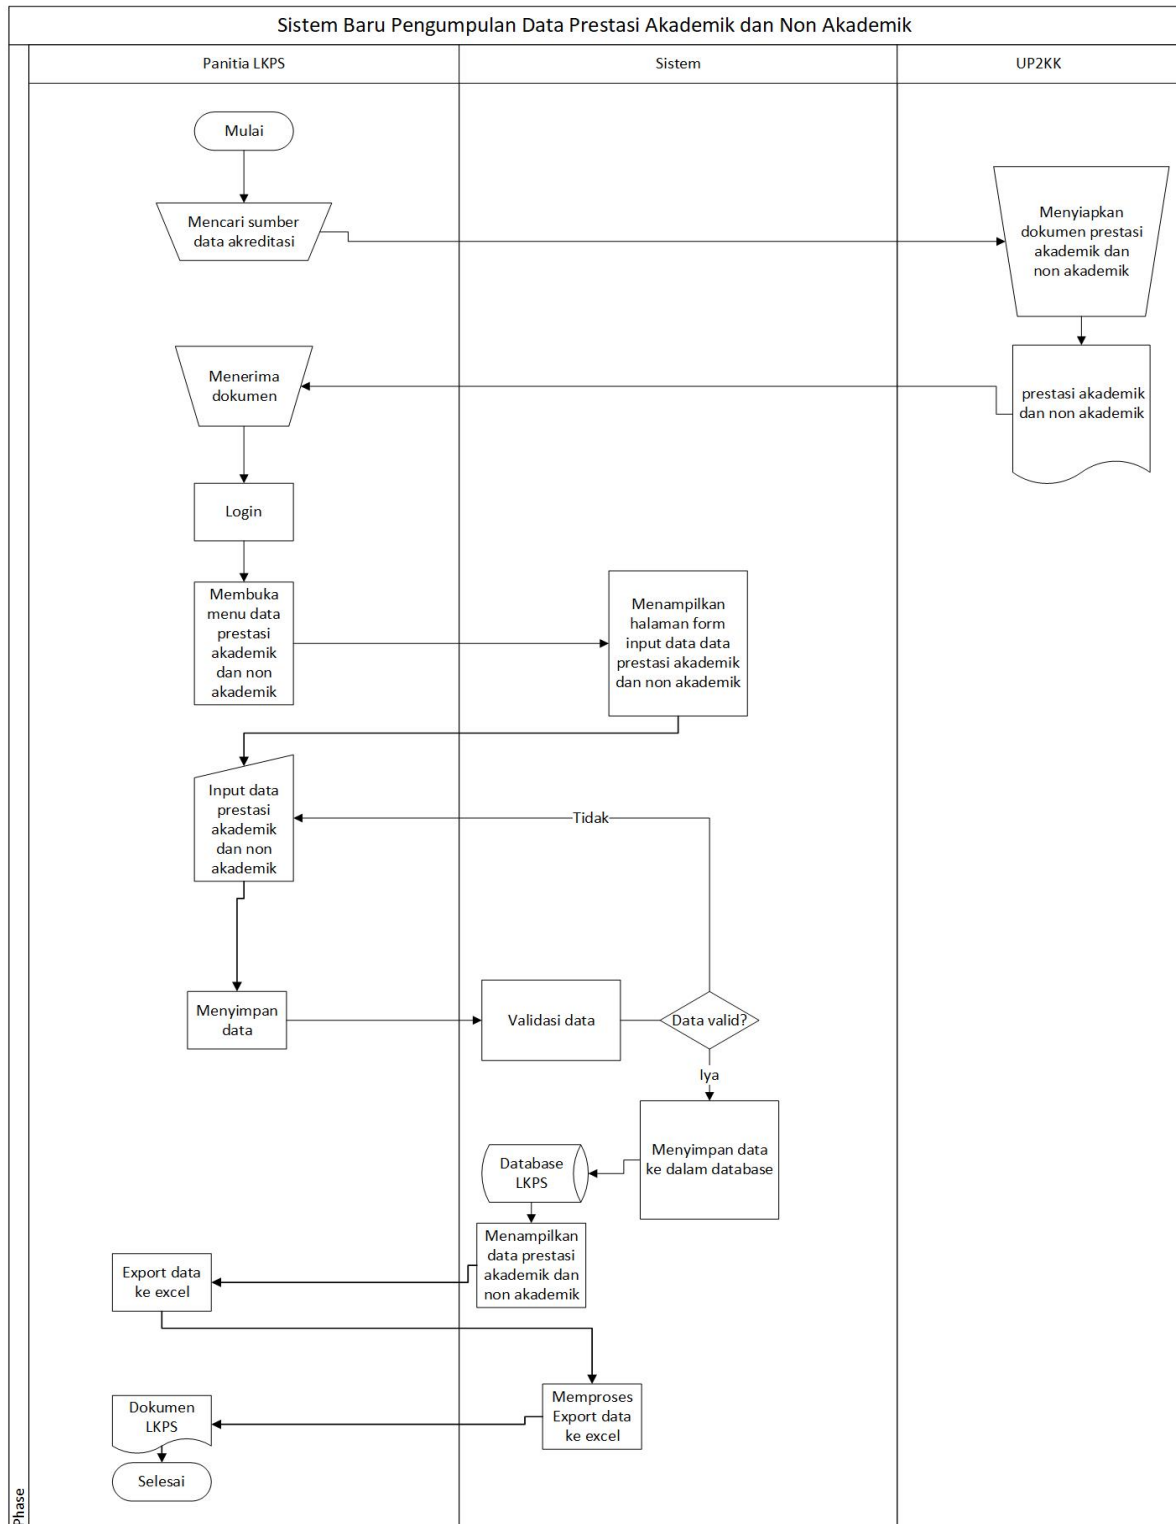 Sistem Baru Pengumpulan Data Prestasi Akademik dan Non Akademik
Panitia LKPS
Sistem
UP2KK
Mulai
Mencari sumber
data akreditasi
Menyiapkan
dokumen prestasi
akademik dan
non akademik
prestasi akademik
dan non akademik
Menerima
dokumen
Login
Membuka
menu data
prestasi
akademik
dan non
akademik
Menampilkan
halaman form
input data data
prestasi akademik
dan non akademik
Input data
prestasi
akademik
dan non
akademik
Tidak
Menyimpan
data
Validasi data
Data valid?
Iya
Menyimpan data
ke dalam database
Database
LKPS
Menampilkan
data prestasi
akademik dan
non akademik
Export data
ke excel
Memproses
Export data
ke excel
Dokumen
LKPS
Selesai
Phase